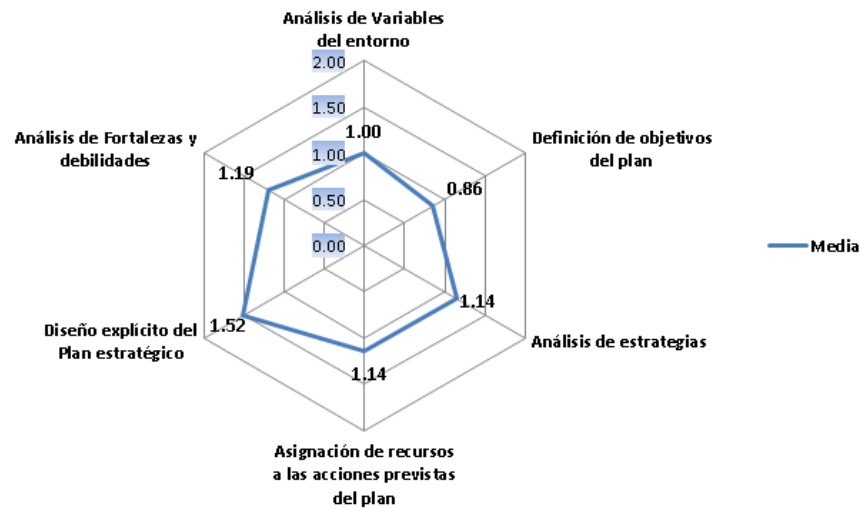 Análisis de Variables
del entorno
2.00
1.50
1.00
1.00
0.50
0.00
Definición de objetivos
del plan
0.86
Análisis de estrategias
1.14
Asignación de recursos
a las acciones previstas
del plan
1.14
Diseño explícito del
Plan estratégico
1.52
Análisis de Fortalezas y
debilidades
1.19
Media